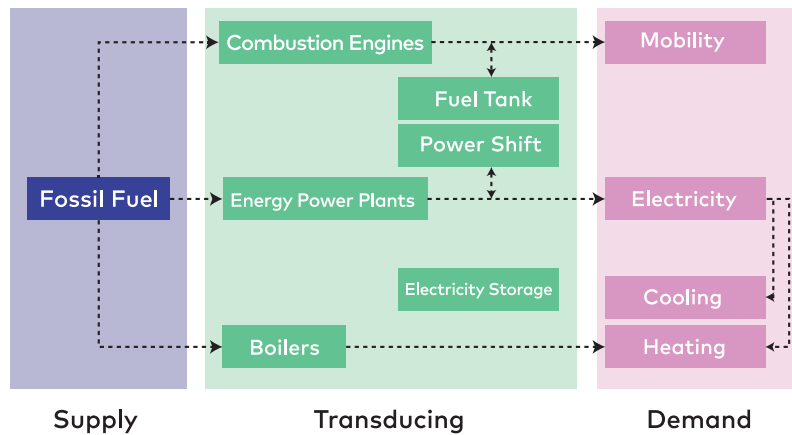 Combustion Engines
Mobility
Fuel Tank
Power Shift
Fossil Fuel
Energy Power Plants
Electricity
Electricity Storage
Cooling
Boilers
Heating
Supply
Transducing
Demand